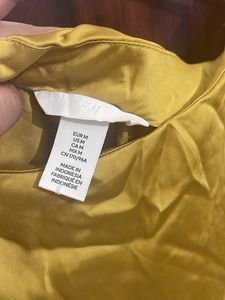 H&M
EUR M
US M
CA M
MX M
CN 170/94A
MADE IN
INDONESIA
FABRIQUÉ EN
INDONÉSIE